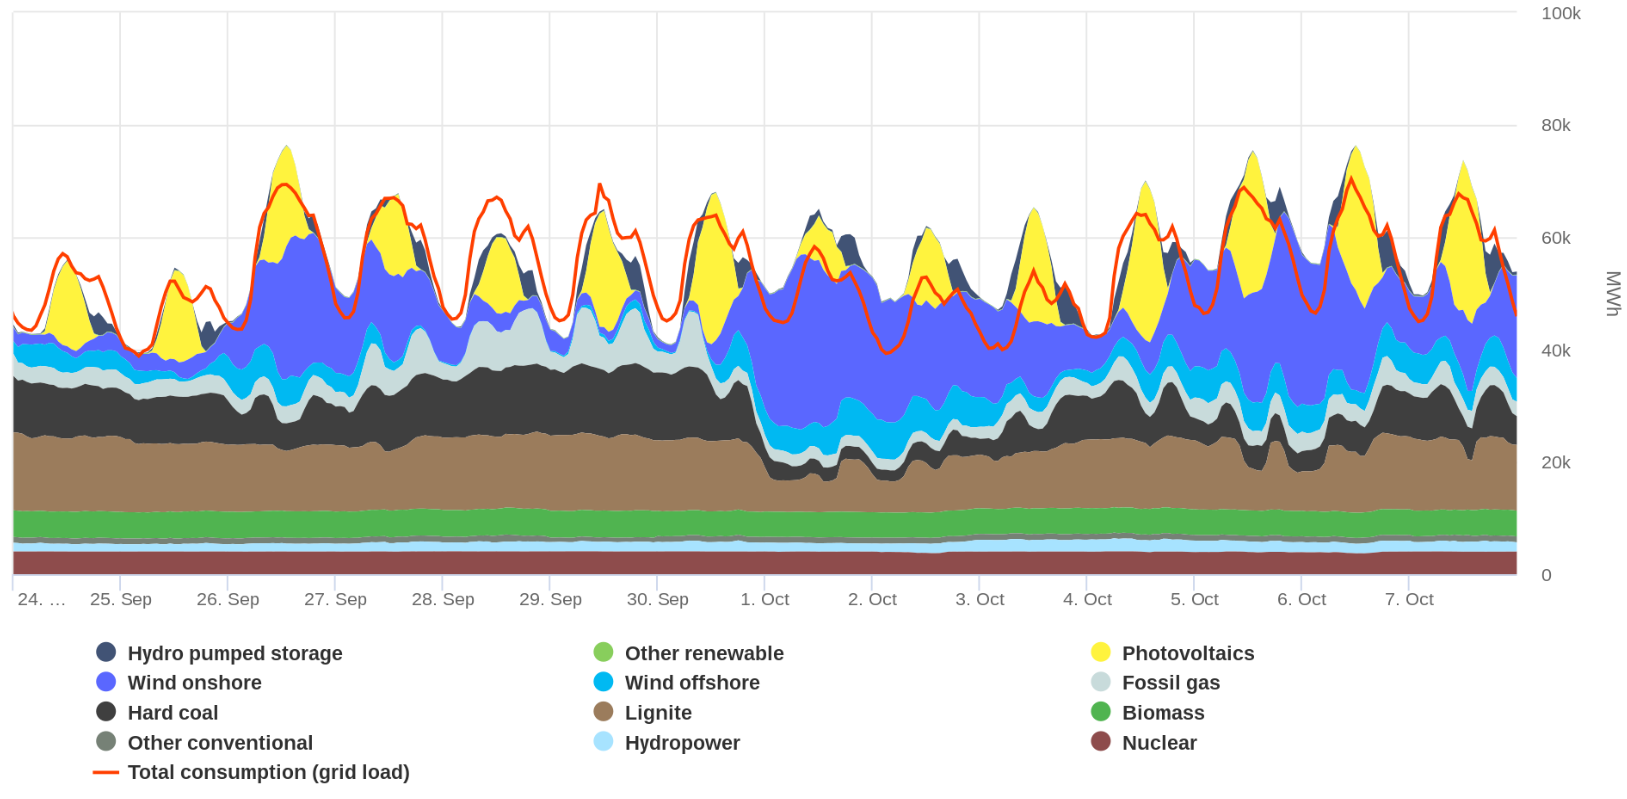 100k
80k
60k
40k
20k
0
MWh
24. … 25. Sep 26. Sep 27. Sep 28. Sep 29. Sep 30. Sep 1. Oct 2. Oct 3. Oct 4. Oct 5. Oct 6. Oct 7. Oct
Hydro pumped storage Other renewable Photovoltaics
Wind onshore Wind offshore Fossil gas
Hard coal Lignite Biomass
Other conventional Hydropower Nuclear
Total consumption (grid load)